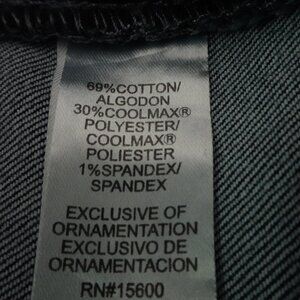 69%COTTON/
ALGODON
30%COOLMAX®
POLYESTER/
COOLMAX®
POLIESTER
1%SPANDEX/
SPANDEX
EXCLUSIVE OF
ORNAMENTATION
EXCLUSIVO DE
ORNAMENTACION
RN#15600